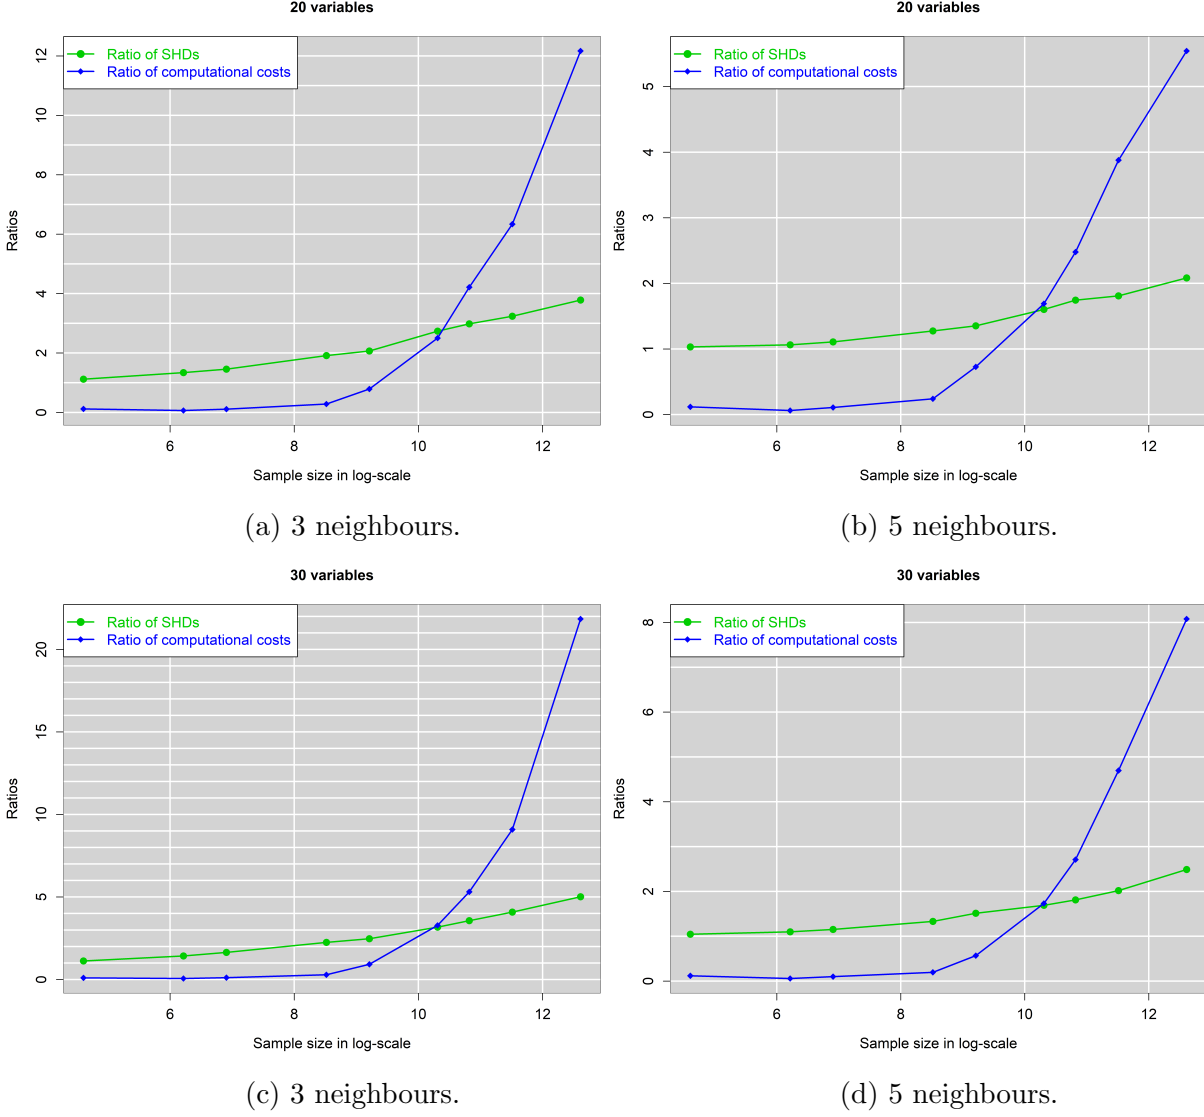 20 variables
Ratio of SHDs
Ratio of computational costs
Ratios
0
2
4
6
8
10
12
6
8
10
12
Sample size in log-scale
(a) 3 neighbours.
20 variables
Ratio of SHDs
Ratio of computational costs
Ratios
0
1
2
3
4
5
6
8
10
12
Sample size in log-scale
(b) 5 neighbours.
30 variables
Ratio of SHDs
Ratio of computational costs
Ratios
0
5
10
15
20
6
8
10
12
Sample size in log-scale
(c) 3 neighbours.
30 variables
Ratio of SHDs
Ratio of computational costs
Ratios
0
2
4
6
8
6
8
10
12
Sample size in log-scale
(d) 5 neighbours.